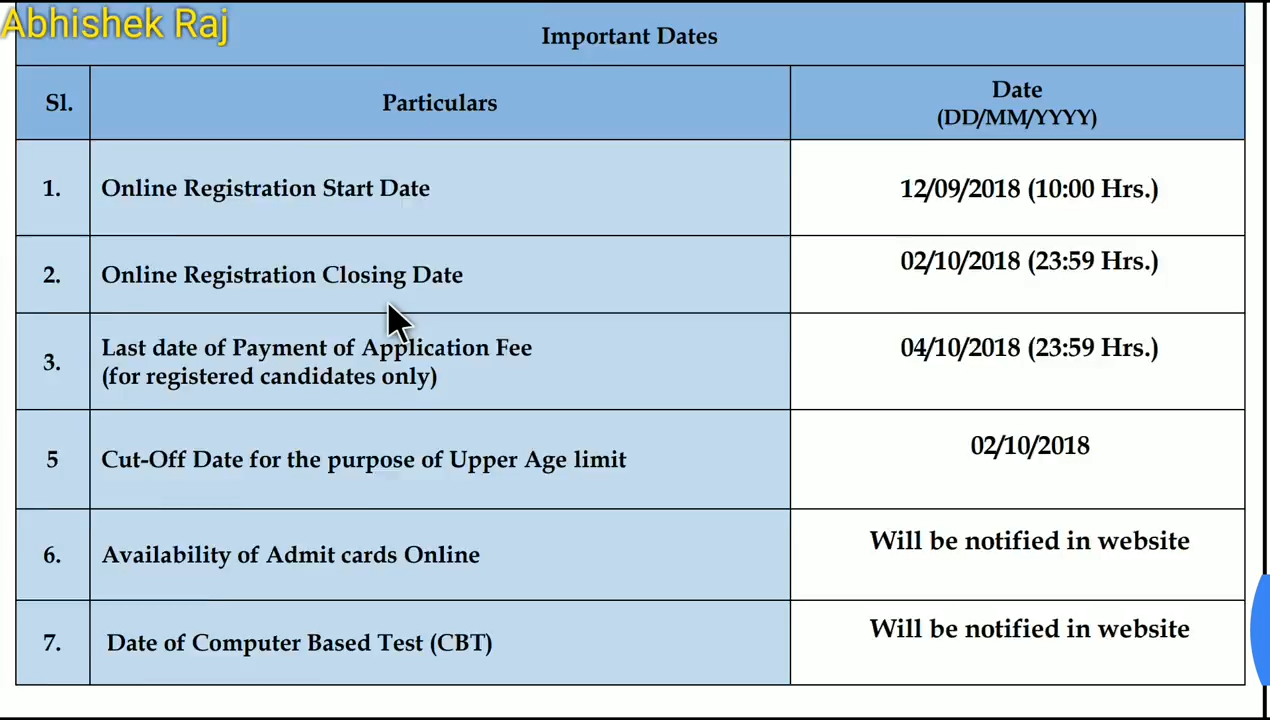 Abhishek Raj
Important Dates
Sl.
Particulars
Date
(DD/MM/YYYY)
1.
Online Registration Start Date
12/09/2018 (10:00 Hrs.)
2.
Online Registration Closing Date
02/10/2018 (23:59 Hrs.)
3.
Last date of Payment of Application Fee
(for registered candidates only)
04/10/2018 (23:59 Hrs.)
5
Cut-Off Date for the purpose of Upper Age limit
02/10/2018
6.
Availability of Admit cards Online
Will be notified in website
7.
Date of Computer Based Test (CBT)
Will be notified in website